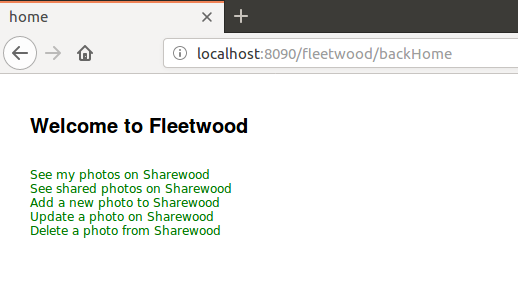 home
localhost:8090/fleetwood/backHome
Welcome to Fleetwood
See my photos on Sharewood
See shared photos on Sharewood
Add a new photo to Sharewood
Update a photo on Sharewood
Delete a photo from Sharewood